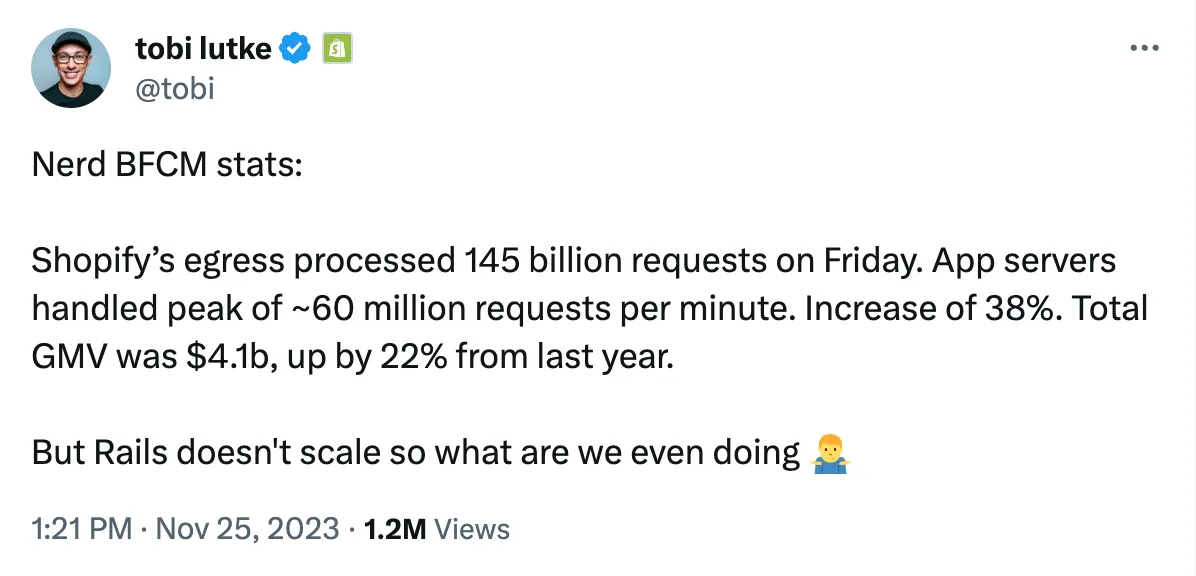 tobi lutke
@tobi
Nerd BFCM stats:
Shopify’s egress processed 145 billion requests on Friday. App servers
handled peak of ~60 million requests per minute. Increase of 38%. Total
GMV was $4.1b, up by 22% from last year.
But Rails doesn't scale so what are we even doing 🤷‍♂️
1:21 PM · Nov 25, 2023 · 1.2M Views